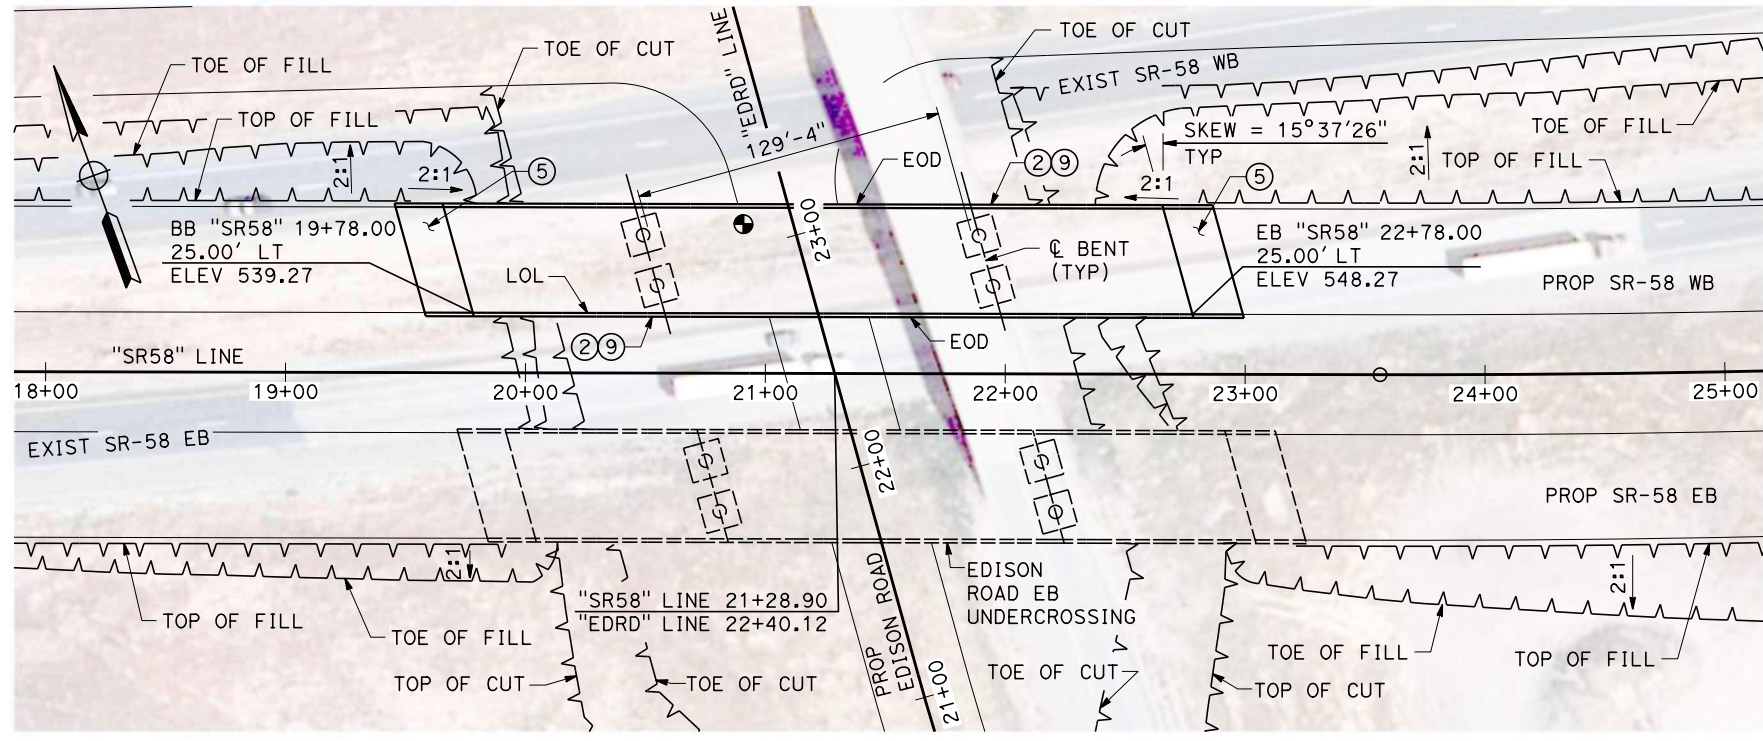 TOE OF FILL
TOE OF CUT
"EDRD" LINE
TOE OF CUT
EXIST SR-58 WB
TOP OF FILL
129'-4"
SKEW = 15°37'26"
TYP
TOE OF FILL
2:1
2:1
5
EOD
2 9
2:1
5
2:1
TOP OF FILL
BB "SR58" 19+78.00
25.00' LT
ELEV 539.27
23+00
℄ BENT
(TYP)
EB "SR58" 22+78.00
25.00' LT
ELEV 548.27
LOL
PROP SR-58 WB
2 9
EOD
"SR58" LINE
18+00
19+00
20+00
21+00
22+00
23+00
24+00
25+00
EXIST SR-58 EB
22+00
PROP SR-58 EB
2:1
EDISON
ROAD EB
UNDERCROSSING
2:1
"SR58" LINE 21+28.90
"EDRD" LINE 22+40.12
TOP OF FILL
TOE OF FILL
PROP
EDISON ROAD
21+00
TOE OF FILL
TOP OF FILL
TOP OF CUT
TOE OF CUT
TOE OF CUT
TOP OF CUT